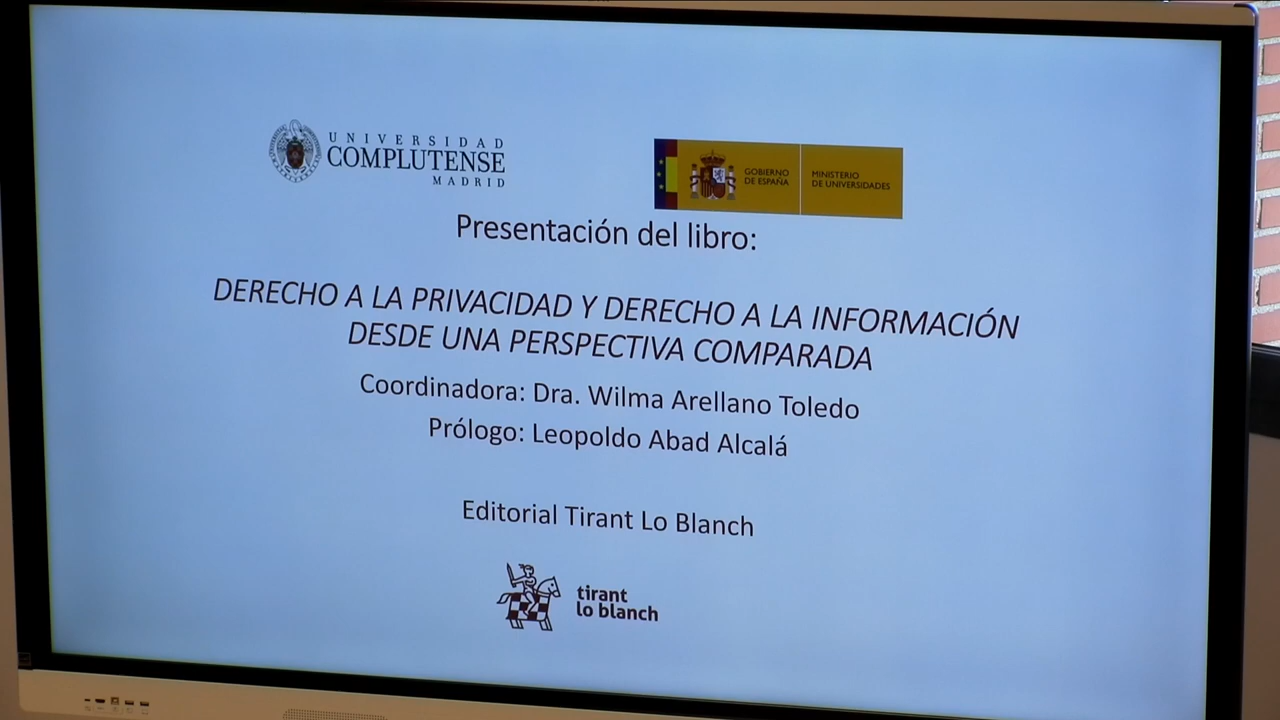 UNIVERSIDAD
COMPLUTENSE
MADRID
GOBIERNO
DE ESPAÑA
MINISTERIO
DE UNIVERSIDADES
Presentación del libro:
DERECHO A LA PRIVACIDAD Y DERECHO A LA INFORMACIÓN
DESDE UNA PERSPECTIVA COMPARADA
Coordinadora: Dra. Wilma Arellano Toledo
Prólogo: Leopoldo Abad Alcalá
Editorial Tirant Lo Blanch
tirant
lo blanch